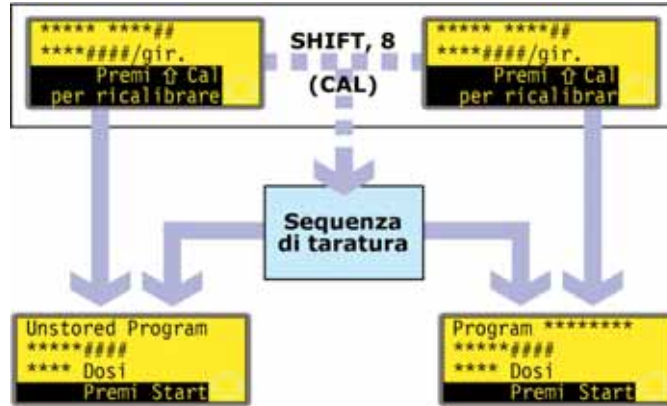 ***** ****##
****####/gir.
Premi ⇧ Cal
per ricalibrare
SHIFT, 8
(CAL)
***** ****##
****####/gir.
Premi ⇧ Cal
per ricalibrar
Sequenza
di taratura
Unstored Program
*****####
**** Dosi
Premi Start
Program ********
*****####
**** Dosi
Premi Start